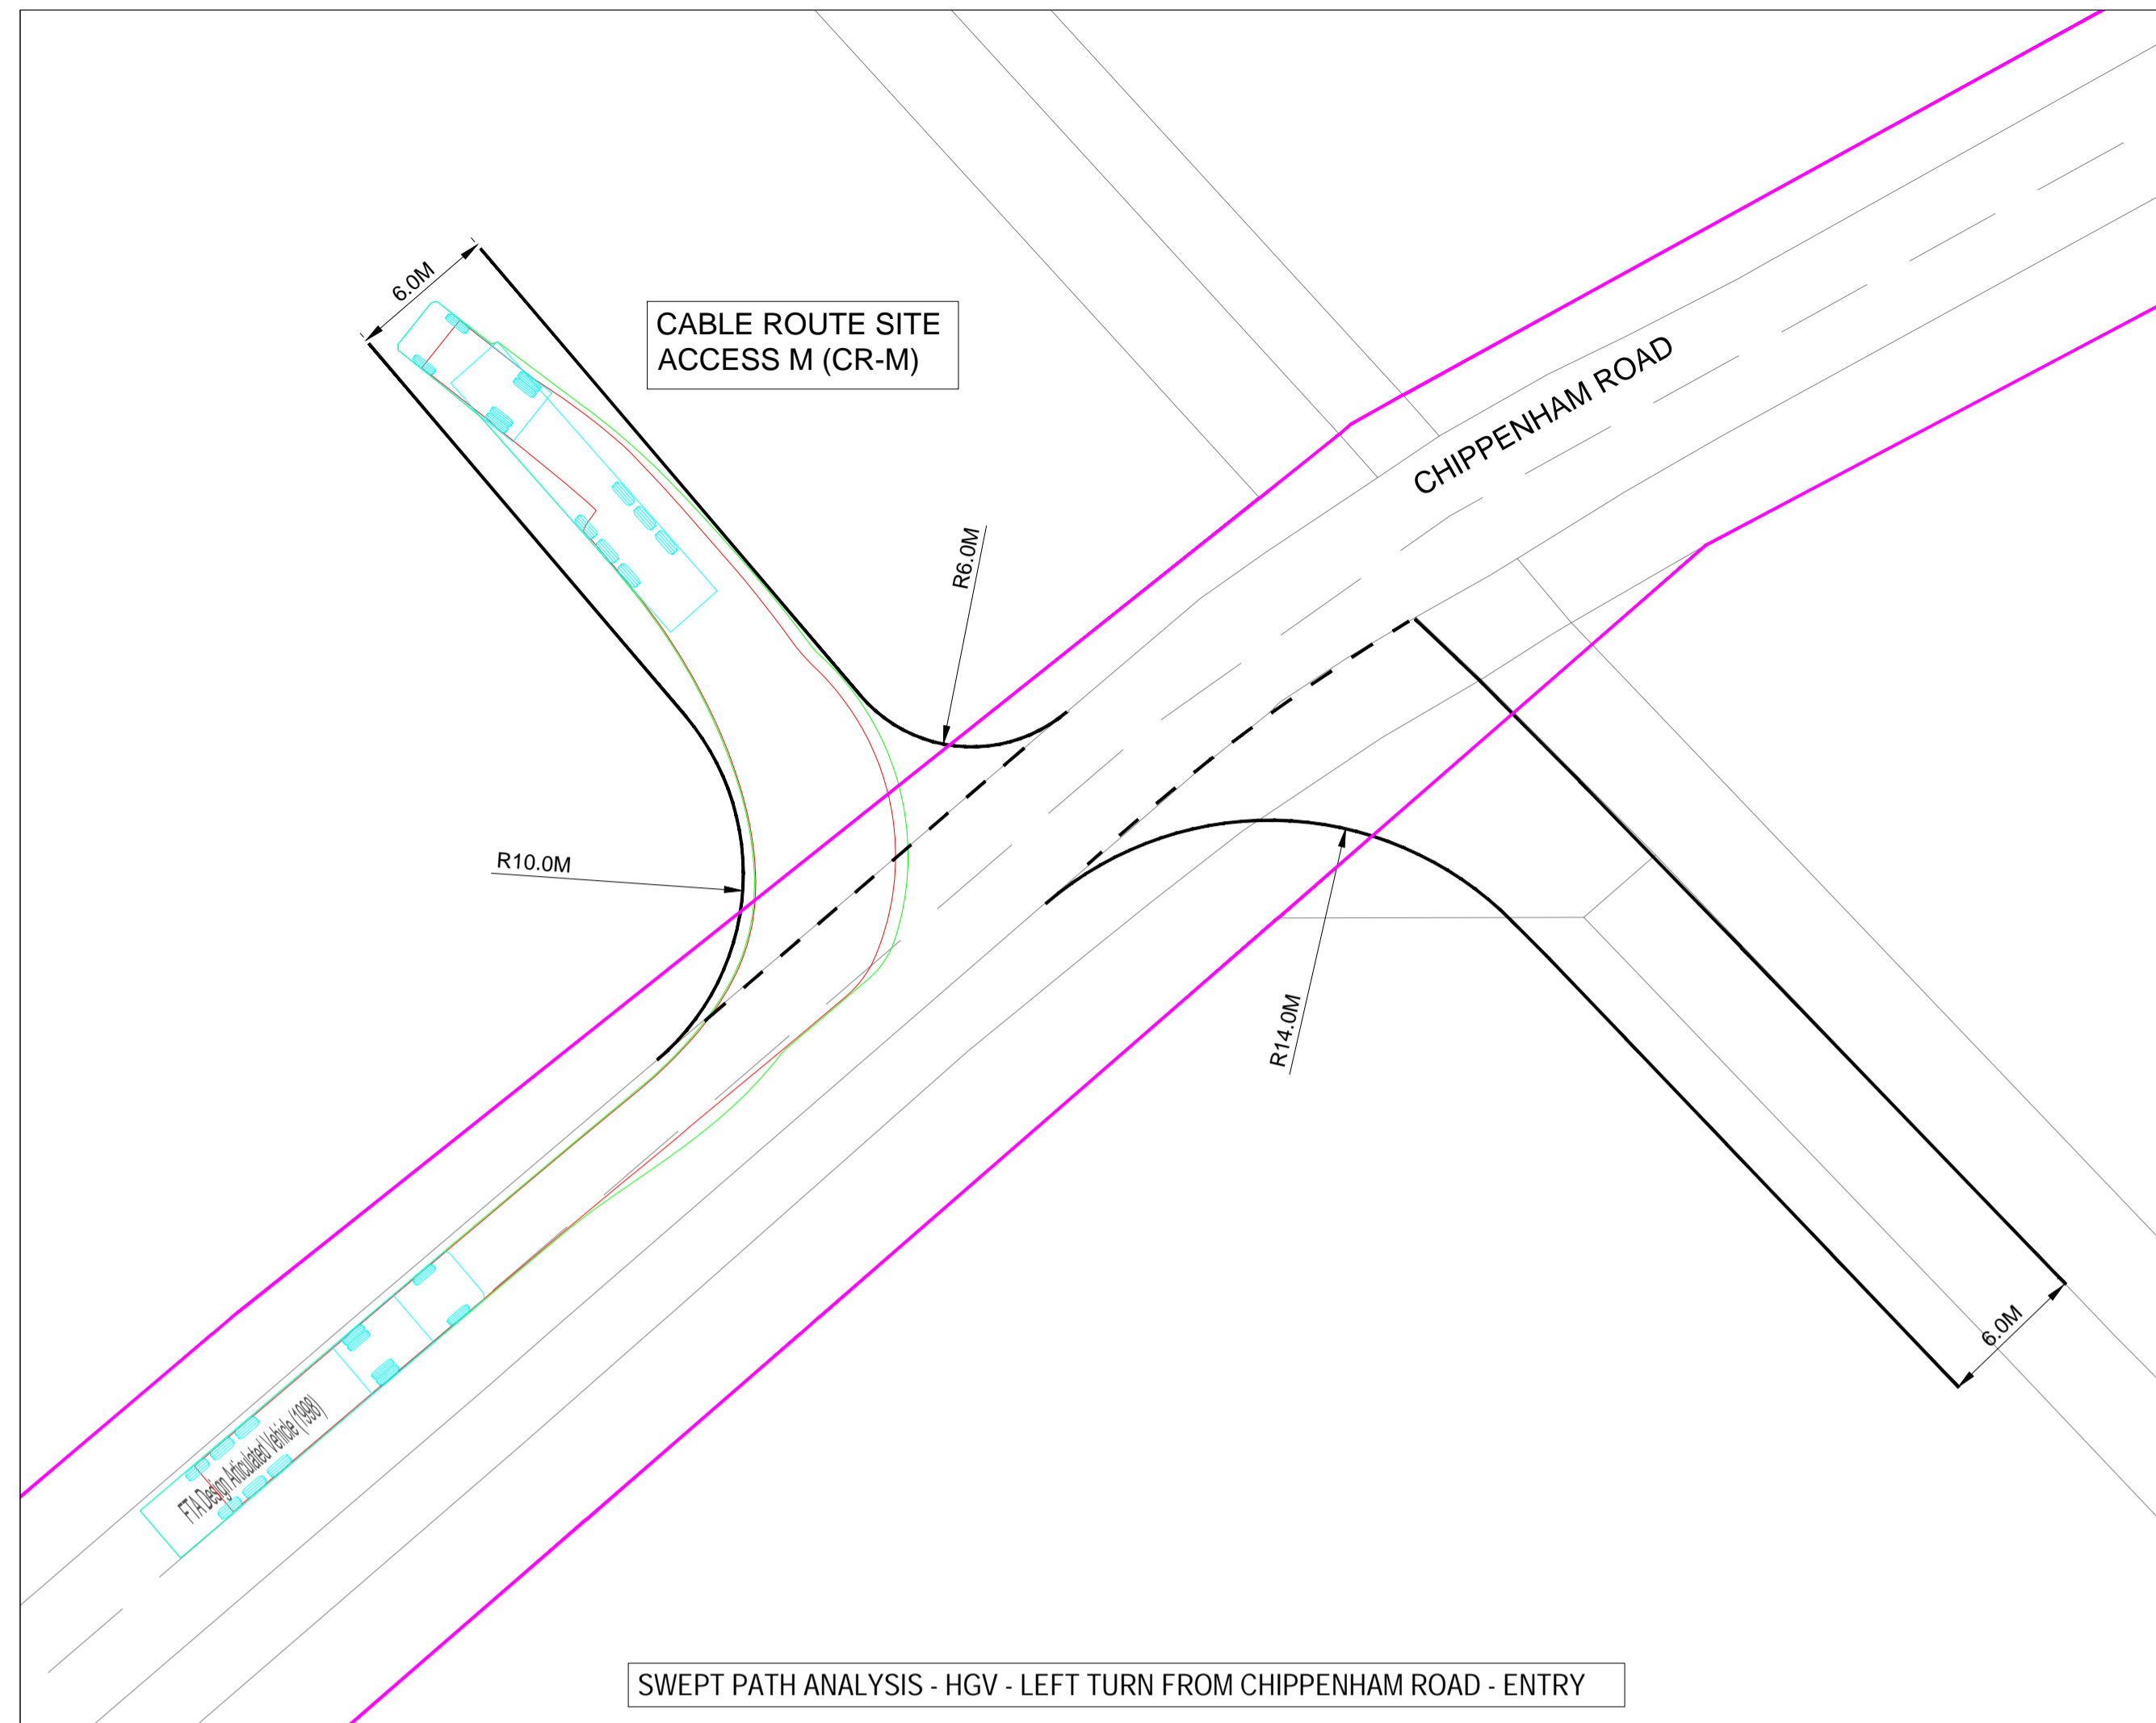 6.0M
CABLE ROUTE SITE
ACCESS M (CR-M)
CHIPPENHAM ROAD
R6.0M
R10.0M
R14.0M
6.0M
FTA Design Articulated Vehicle (1998)
SWEPT PATH ANALYSIS - HGV - LEFT TURN FROM CHIPPENHAM ROAD - ENTRY